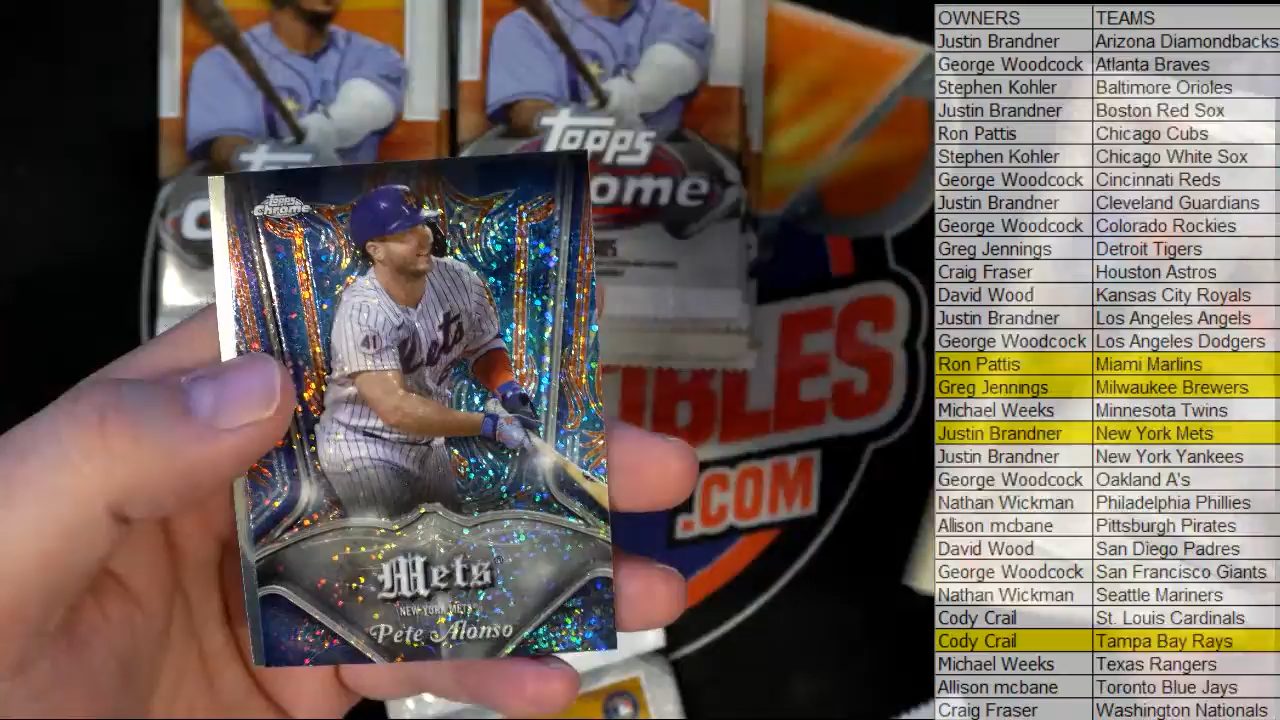 Topps
Chrome
ome
Topps
Chrome
41
Mets
Mets
NEW YORK METS
Pete Alonso
IBLES
.COM
OWNERS TEAMS
Justin Brandner Arizona Diamondbacks
George Woodcock Atlanta Braves
Stephen Kohler Baltimore Orioles
Justin Brandner Boston Red Sox
Ron Pattis Chicago Cubs
Stephen Kohler Chicago White Sox
George Woodcock Cincinnati Reds
Justin Brandner Cleveland Guardians
George Woodcock Colorado Rockies
Greg Jennings Detroit Tigers
Craig Fraser Houston Astros
David Wood Kansas City Royals
Justin Brandner Los Angeles Angels
George Woodcock Los Angeles Dodgers
Ron Pattis Miami Marlins
Greg Jennings Milwaukee Brewers
Michael Weeks Minnesota Twins
Justin Brandner New York Mets
Justin Brandner New York Yankees
George Woodcock Oakland A's
Nathan Wickman Philadelphia Phillies
Allison mcbane Pittsburgh Pirates
David Wood San Diego Padres
George Woodcock San Francisco Giants
Nathan Wickman Seattle Mariners
Cody Crail St. Louis Cardinals
Cody Crail Tampa Bay Rays
Michael Weeks Texas Rangers
Allison mcbane Toronto Blue Jays
Craig Fraser Washington Nationals